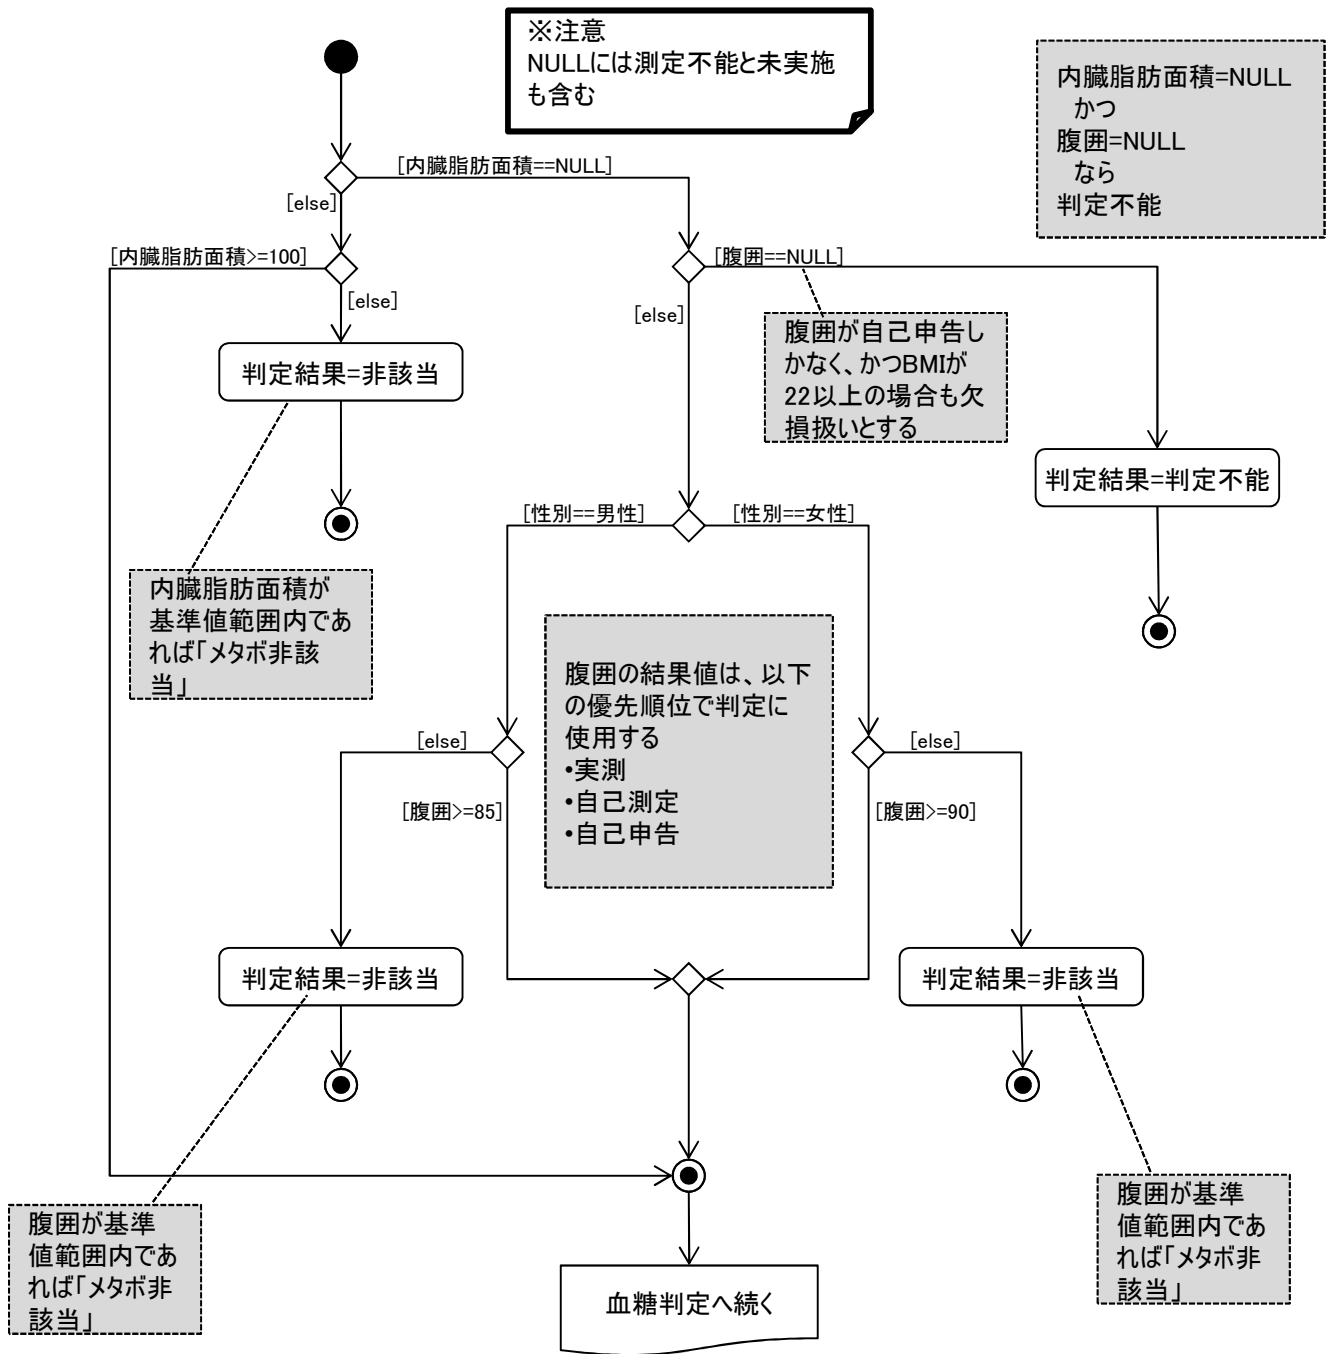 ※注意
NULLには測定不能と未実施
も含む
内臓脂肪面積=NULL
かつ
腹囲=NULL
なら
判定不能
[内臓脂肪面積==NULL]
[else]
[内臓脂肪面積>=100]
[腹囲==NULL]
[else]
[else]
腹囲が自己申告し
かなく、かつBMIが
22以上の場合も欠
損扱いとする
判定結果=非該当
判定結果=判定不能
[性別==男性]
[性別==女性]
内臓脂肪面積が
基準値範囲内であ
れば「メタボ非該
当」
腹囲の結果値は、以下
の優先順位で判定に
使用する
•実測
•自己測定
•自己申告
[else]
[else]
[腹囲>=85]
[腹囲>=90]
判定結果=非該当
判定結果=非該当
腹囲が基準
値範囲内であ
れば「メタボ非
該当」
腹囲が基準
値範囲内であ
れば「メタボ非
該当」
血糖判定へ続く